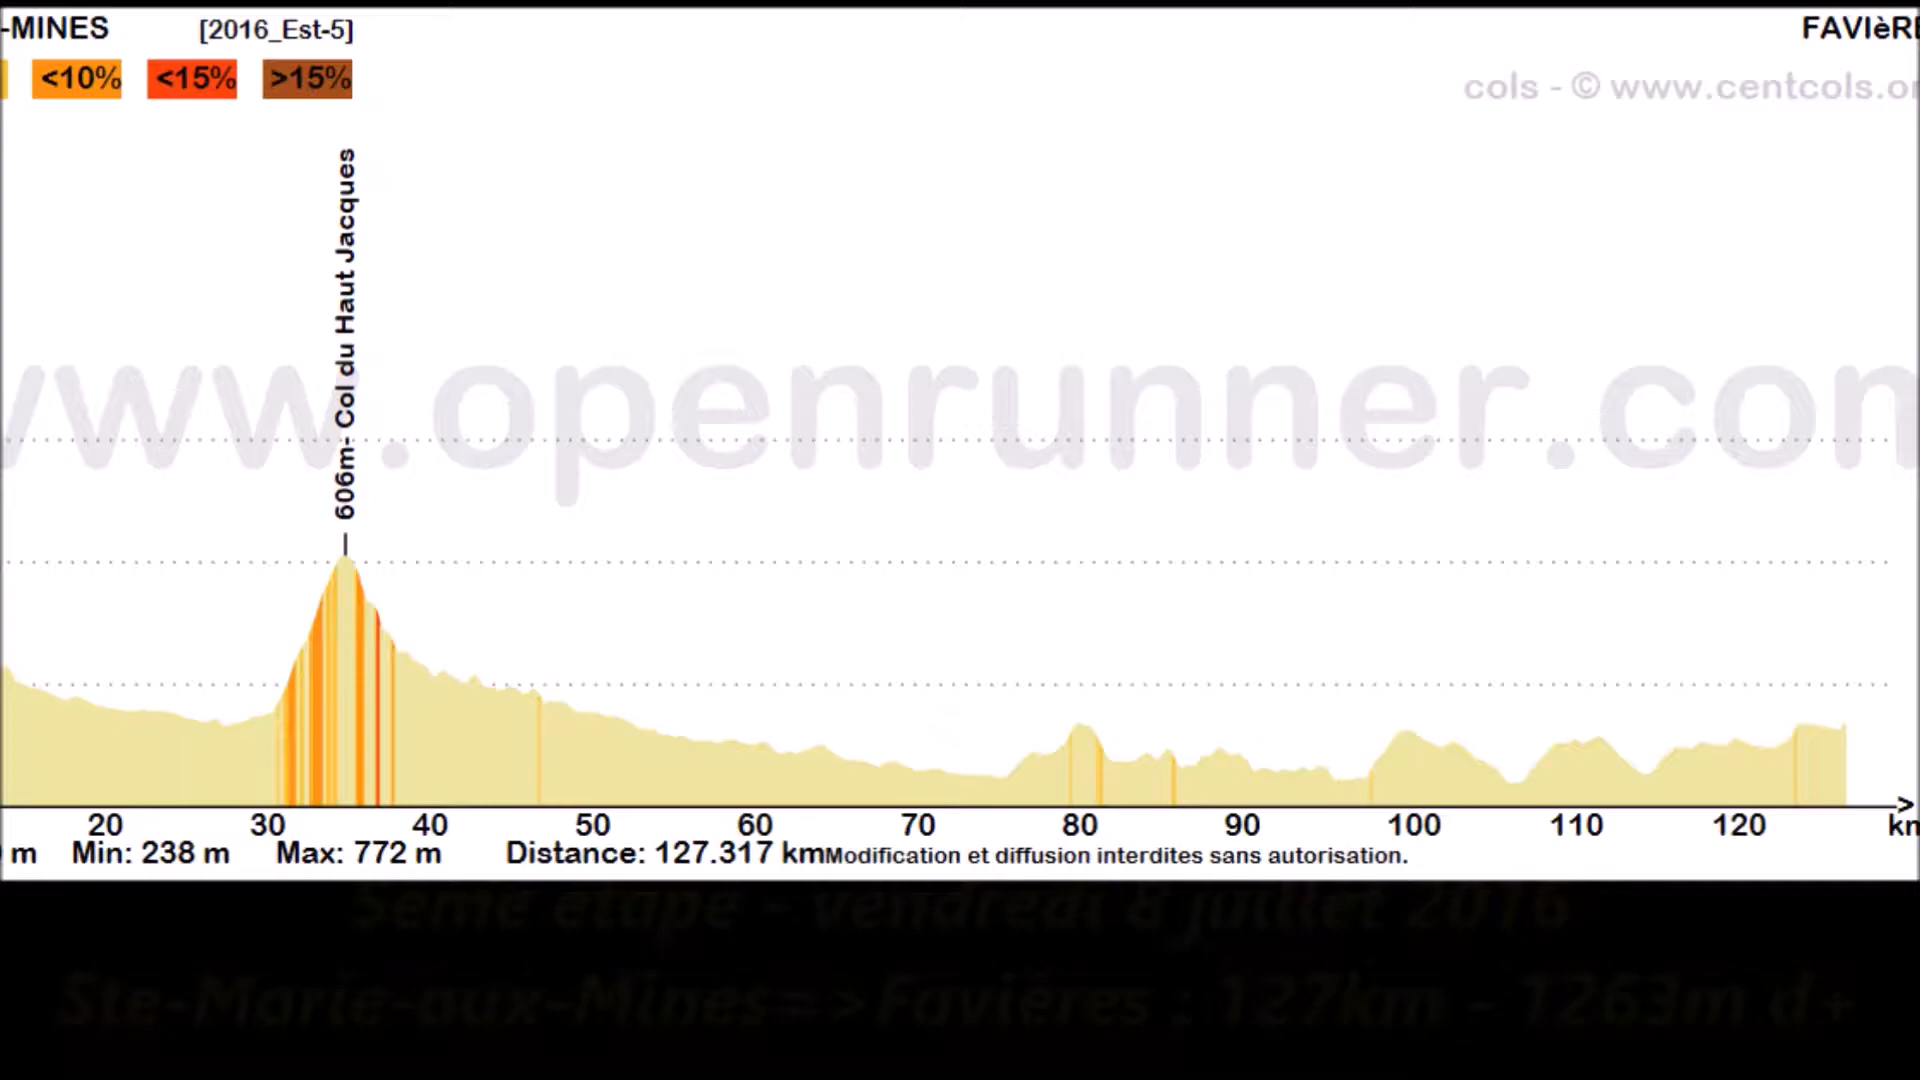 -MINES [2016_Est-5] FAVIèRE
<10% <15% >15%
cols - © www.centcols.or
606m- Col du Haut Jacques
www.openrunner.com
20 30 40 50 60 70 80 90 100 110 120 km
m Min: 238 m Max: 772 m Distance: 127.317 km Modification et diffusion interdites sans autorisation.
5ème étape - vendredi 8 juillet 2016
Ste-Marie-aux-Mines=>Favières : 127km - 1263m d+